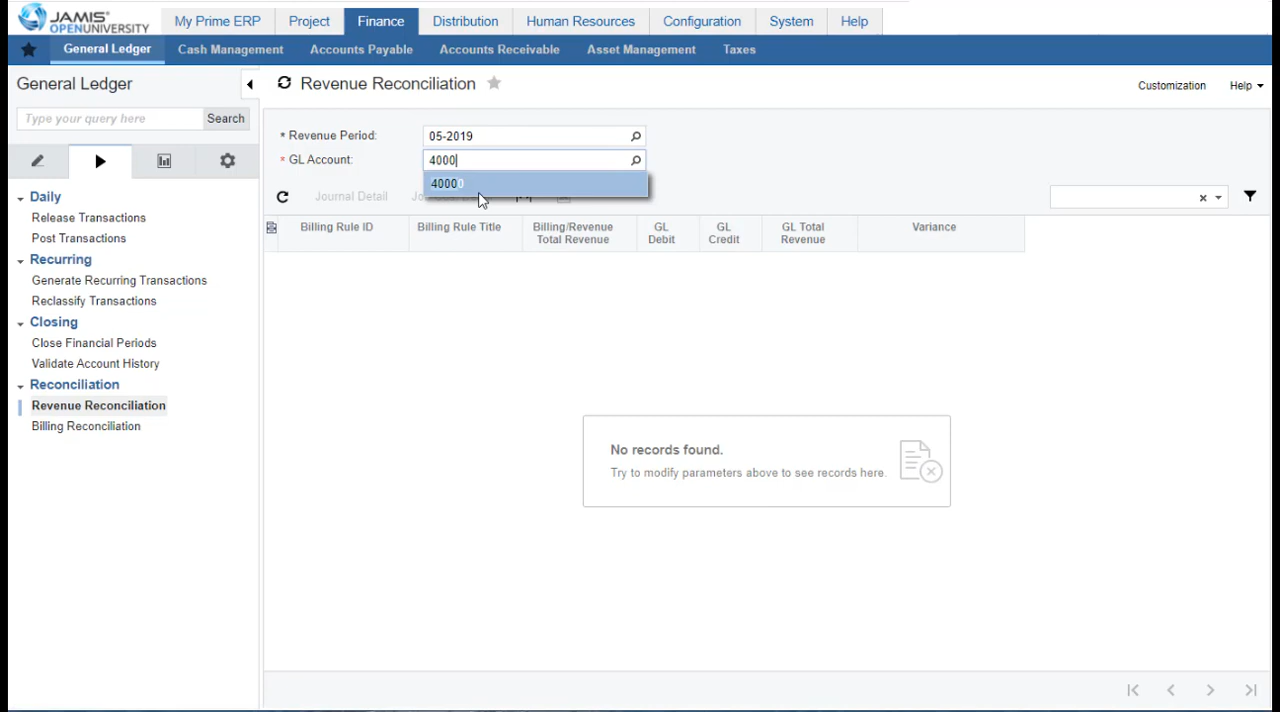 JAMIS
OPENUNIVERSITY
My Prime ERP
Project
Finance
Distribution
Human Resources
Configuration
System
Help
General Ledger
Cash Management
Accounts Payable
Accounts Receivable
Asset Management
Taxes
General Ledger
Revenue Reconciliation
Customization
Help
Type your query here
Search
* Revenue Period:
05-2019
* GL Account:
4000
40000
Journal Detail
Daily
Release Transactions
Post Transactions
Recurring
Generate Recurring Transactions
Reclassify Transactions
Closing
Close Financial Periods
Validate Account History
Reconciliation
Revenue Reconciliation
Billing Reconciliation
Billing Rule ID
Billing Rule Title
Billing/Revenue
Total Revenue
GL
Debit
GL
Credit
GL Total
Revenue
Variance
No records found.
Try to modify parameters above to see records here.